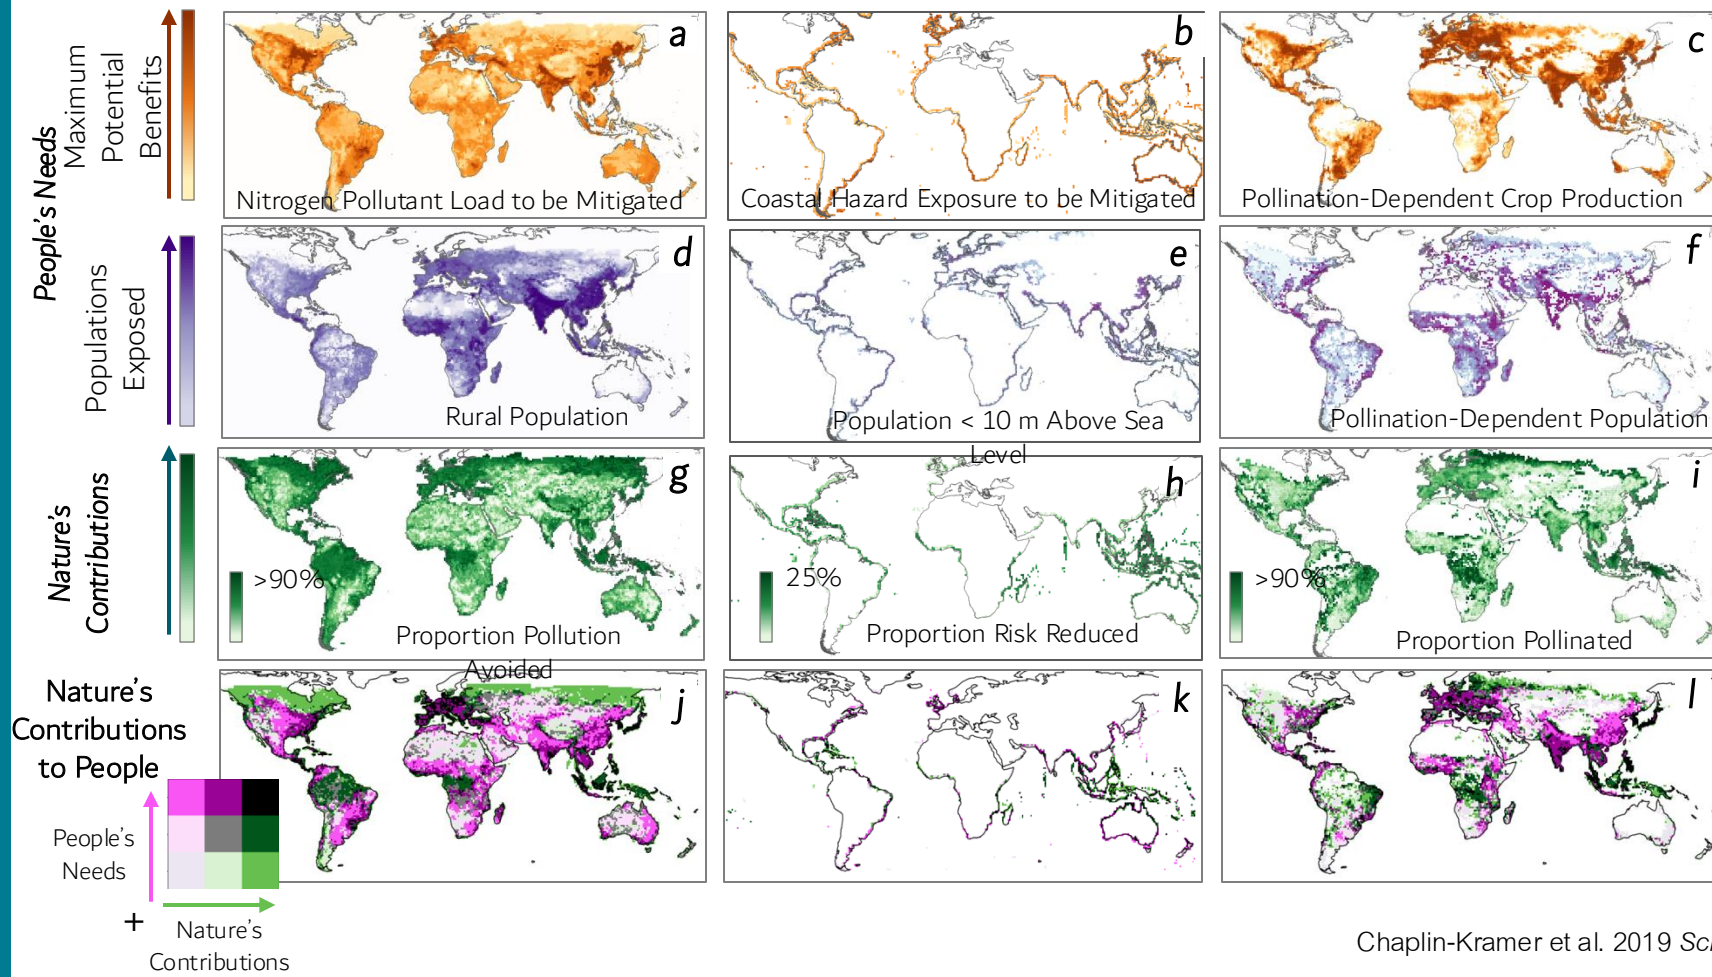 People's Needs
Maximum
Potential
Benefits
a
Nitrogen Pollutant Load to be Mitigated
b
Coastal Hazard Exposure to be Mitigated
c
Pollination-Dependent Crop Production
Populations
Exposed
d
Rural Population
e
Population < 10 m Above Sea
Level
f
Pollination-Dependent Population
Nature's
Contributions
g
>90%
Proportion Pollution
Avoided
h
25%
Proportion Risk Reduced
i
>90%
Proportion Pollinated
Nature's
Contributions
to People
People's
Needs
+
Nature's
Contributions
j
k
l
Chaplin-Kramer et al. 2019 Sci